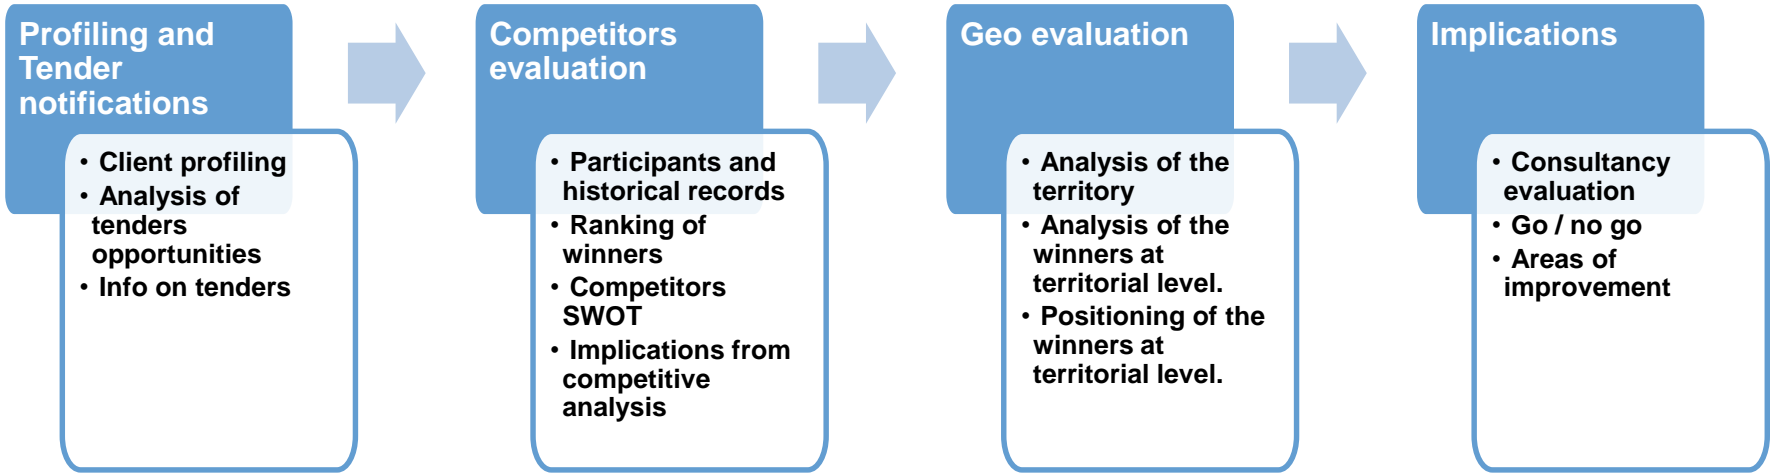 Profiling and
Tender
notifications
• Client profiling
• Analysis of
tenders
opportunities
• Info on tenders
Competitors
evaluation
• Participants and
historical records
• Ranking of
winners
• Competitors
SWOT
• Implications from
competitive
analysis
Geo evaluation
• Analysis of the
territory
• Analysis of the
winners at
territorial level.
• Positioning of the
winners at
territorial level.
Implications
• Consultancy
evaluation
• Go / no go
• Areas of
improvement